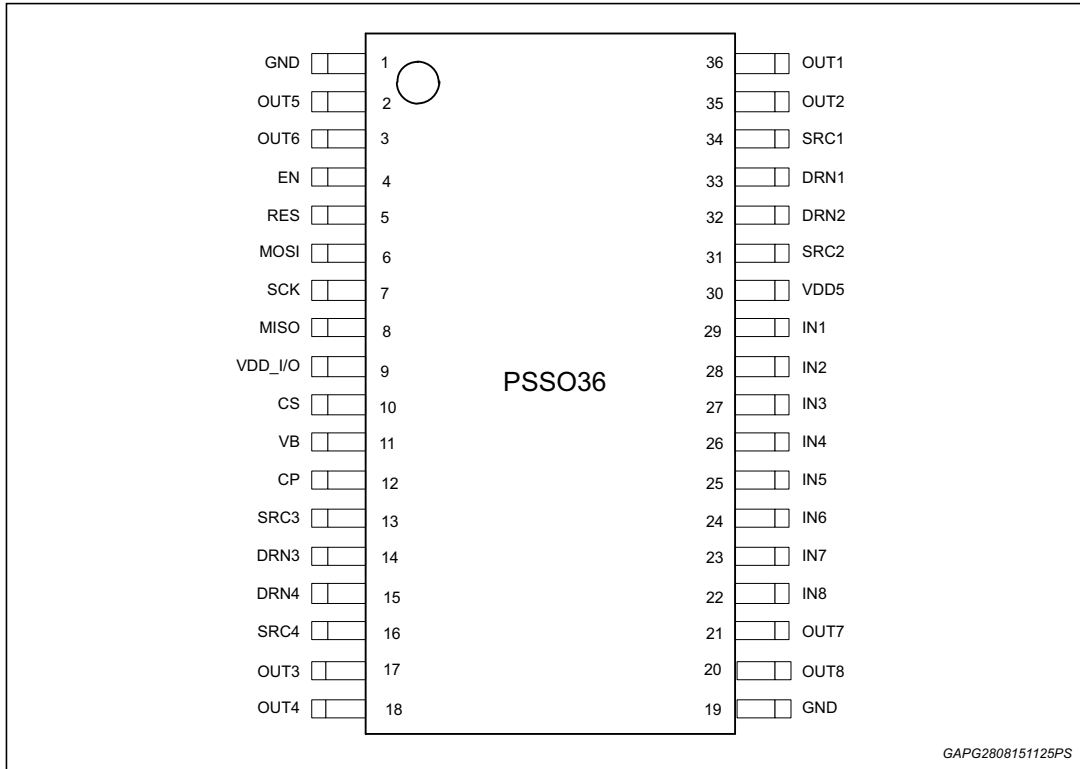 GND 1 36 OUT1
OUT5 2 35 OUT2
OUT6 3 34 SRC1
EN 4 33 DRN1
RES 5 32 DRN2
MOSI 6 31 SRC2
SCK 7 30 VDD5
MISO 8 29 IN1
VDD_I/O 9 28 IN2
PSSO36
CS 10 27 IN3
VB 11 26 IN4
CP 12 25 IN5
SRC3 13 24 IN6
DRN3 14 23 IN7
DRN4 15 22 IN8
SRC4 16 21 OUT7
OUT3 17 20 OUT8
OUT4 18 19 GND
GAPG2808151125PS